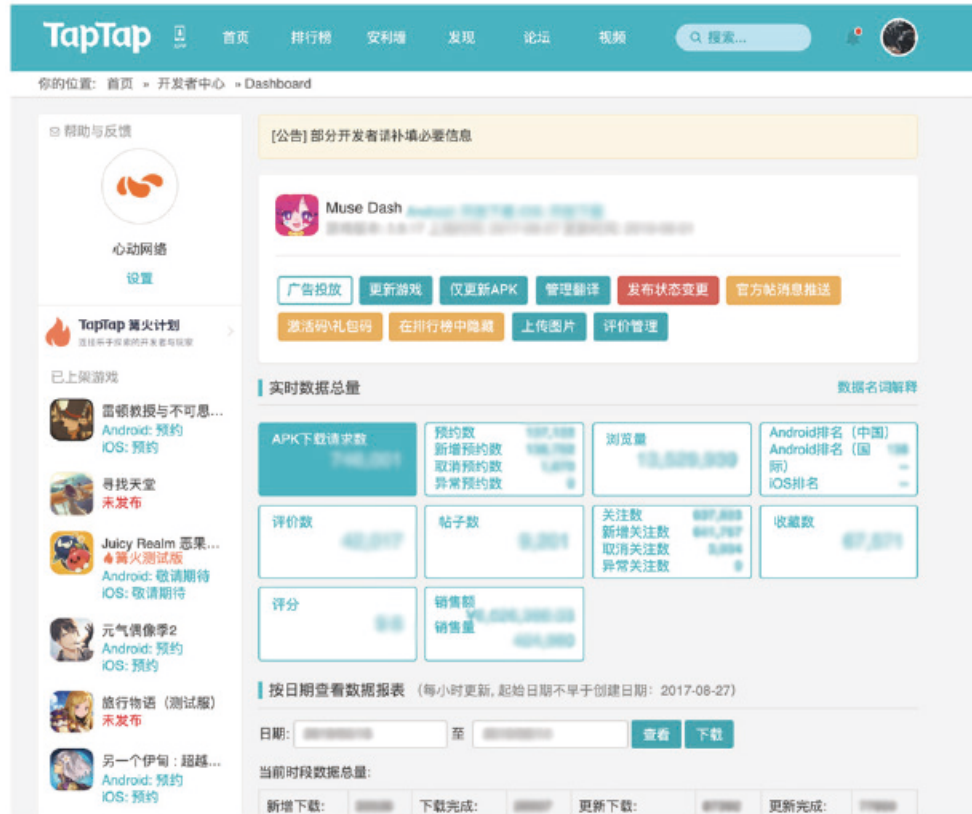 TapTap
首页 排行榜 安利墙 发现 论坛 视频 搜索...
你的位置: 首页 » 开发者中心 » Dashboard
帮助与反馈
心动网络
设置
TapTap 篝火计划
已上架游戏
雷顿教授与不可思...
Android: 预约
iOS: 预约
寻找天堂
未发布
Juicy Realm 恶果...
篝火测试版
Android: 敬请期待
iOS: 敬请期待
元气偶像季2
Android: 预约
iOS: 预约
旅行物语（测试服）
未发布
另一个伊甸 : 超越...
Android: 预约
iOS: 预约
[公告] 部分开发者请补填必要信息
Muse Dash
广告投放 更新游戏 仅更新APK 管理翻译 发布状态变更 官方帖消息推送
激活码\礼包码 在排行榜中隐藏 上传图片 评价管理
实时数据总量 数据名词解释
APK下载请求数
预约数
新增预约数
取消预约数
异常预约数
浏览量
Android排名（中国）
Android排名（国
际）
iOS排名
评价数
帖子数
关注数
新增关注数
取消关注数
异常关注数
收藏数
评分
销售额
销售量
按日期查看数据报表 （每小时更新, 起始日期不早于创建日期：2017-08-27）
日期: 至 查看 下载
当前时段数据总量:
新增下载: 下载完成: 更新下载: 更新完成: